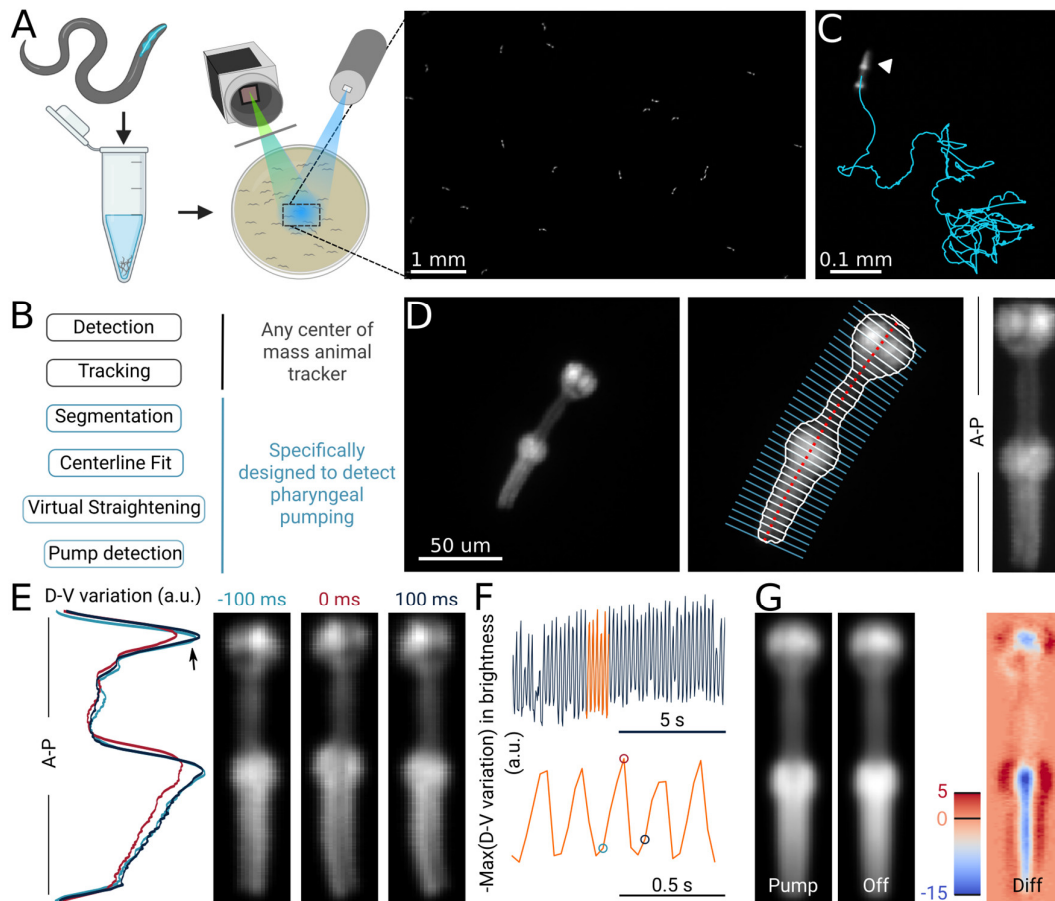 A
1 mm
C
0.1 mm
B
Detection
Tracking
Segmentation
Centerline Fit
Virtual Straightening
Pump detection
Any center of
mass animal
tracker
Specifically
designed to detect
pharyngeal
pumping
D
50 um
A-P
E
D-V variation (a.u.)
A-P
-100 ms
0 ms
100 ms
F
-Max(D-V variation) in brightness
(a.u.)
5 s
0.5 s
G
Pump
Off
5
0
-15
Diff